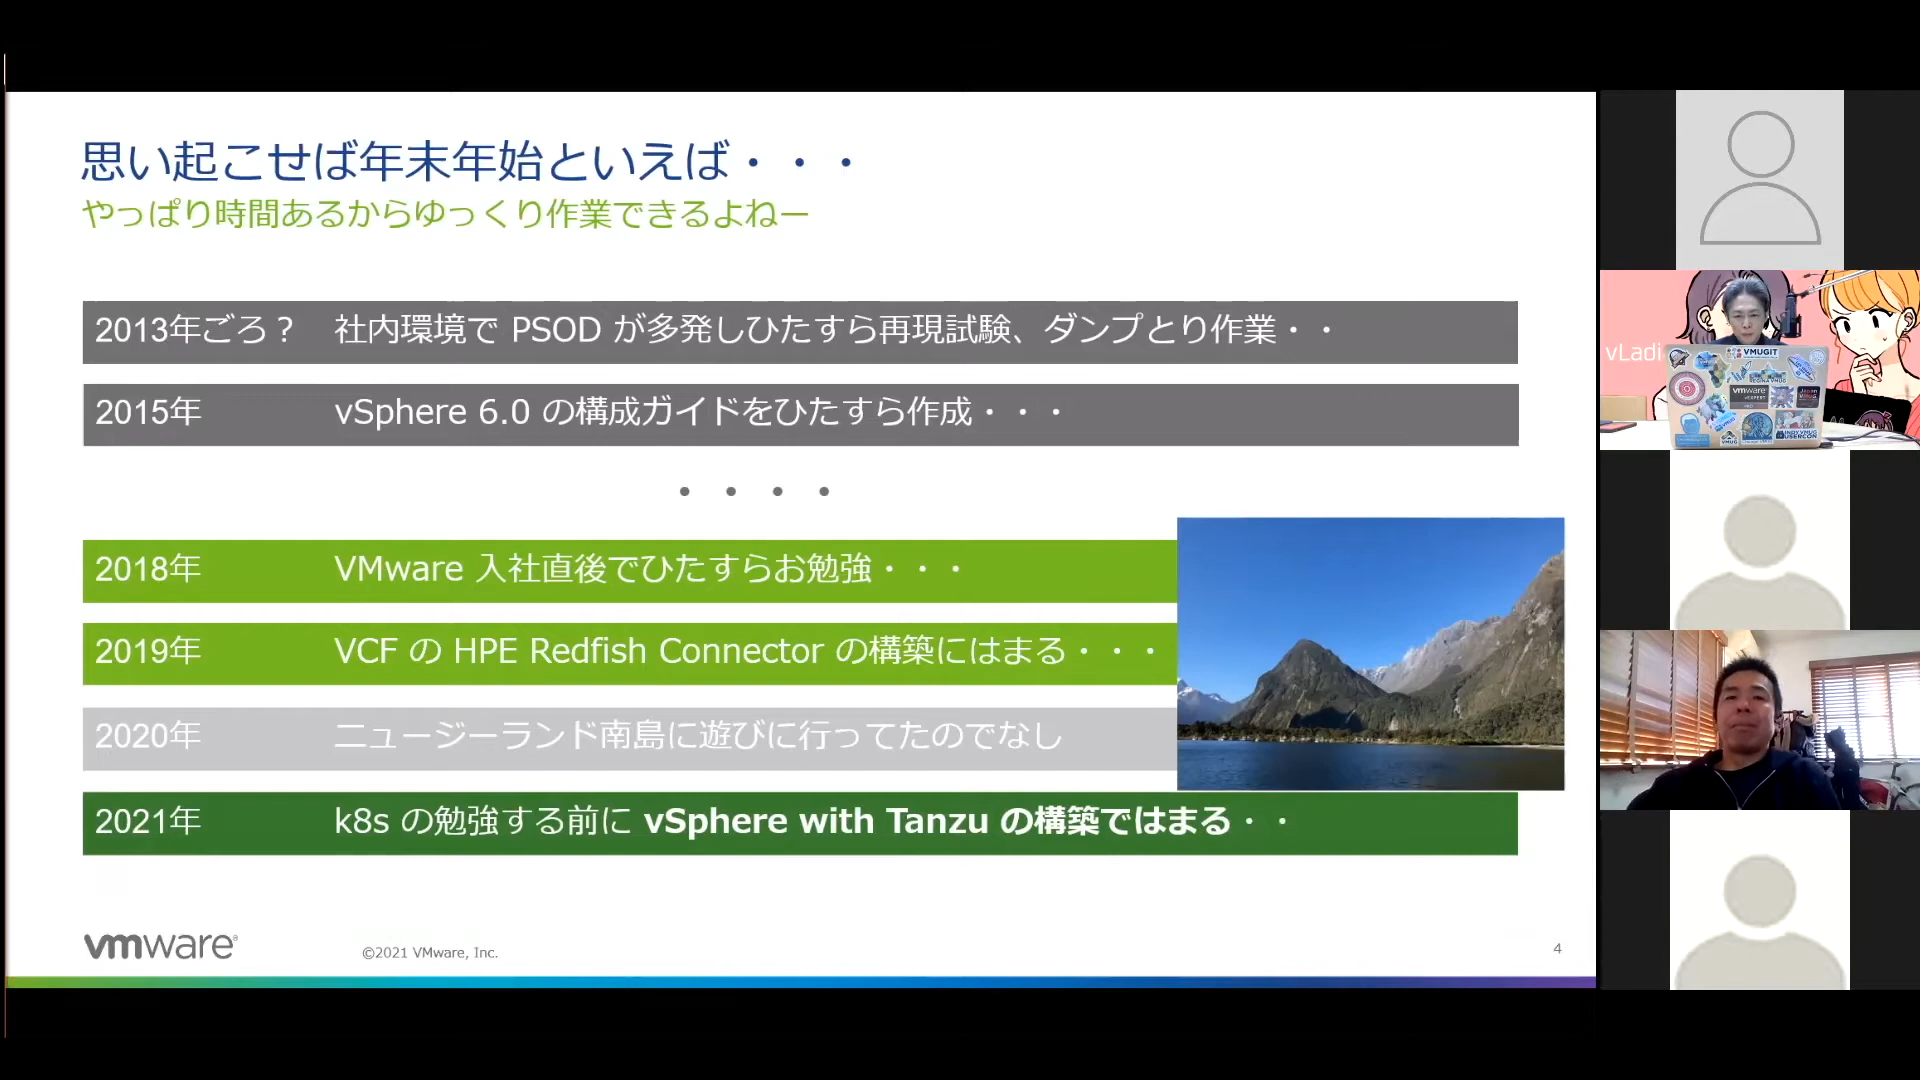 思い起こせば年末年始といえば・・・
やっぱり時間あるからゆっくり作業できるよねー
2013年ごろ？ 社内環境で PSOD が多発しひたすら再現試験、ダンプとり作業・・
2015年 vSphere 6.0 の構成ガイドをひたすら作成・・・
・・・・
2018年 VMware 入社直後でひたすらお勉強・・・
2019年 VCF の HPE Redfish Connector の構築にはまる・・・
2020年 ニュージーランド南島に遊びに行ってたのでなし
2021年 k8s の勉強する前に vSphere with Tanzu の構築ではまる・・
vmware®
©2021 VMware, Inc.
4
vLadi
VMUGIT
REGINA VMUG
vmware
VMUG
INDY VMUG
USERCON